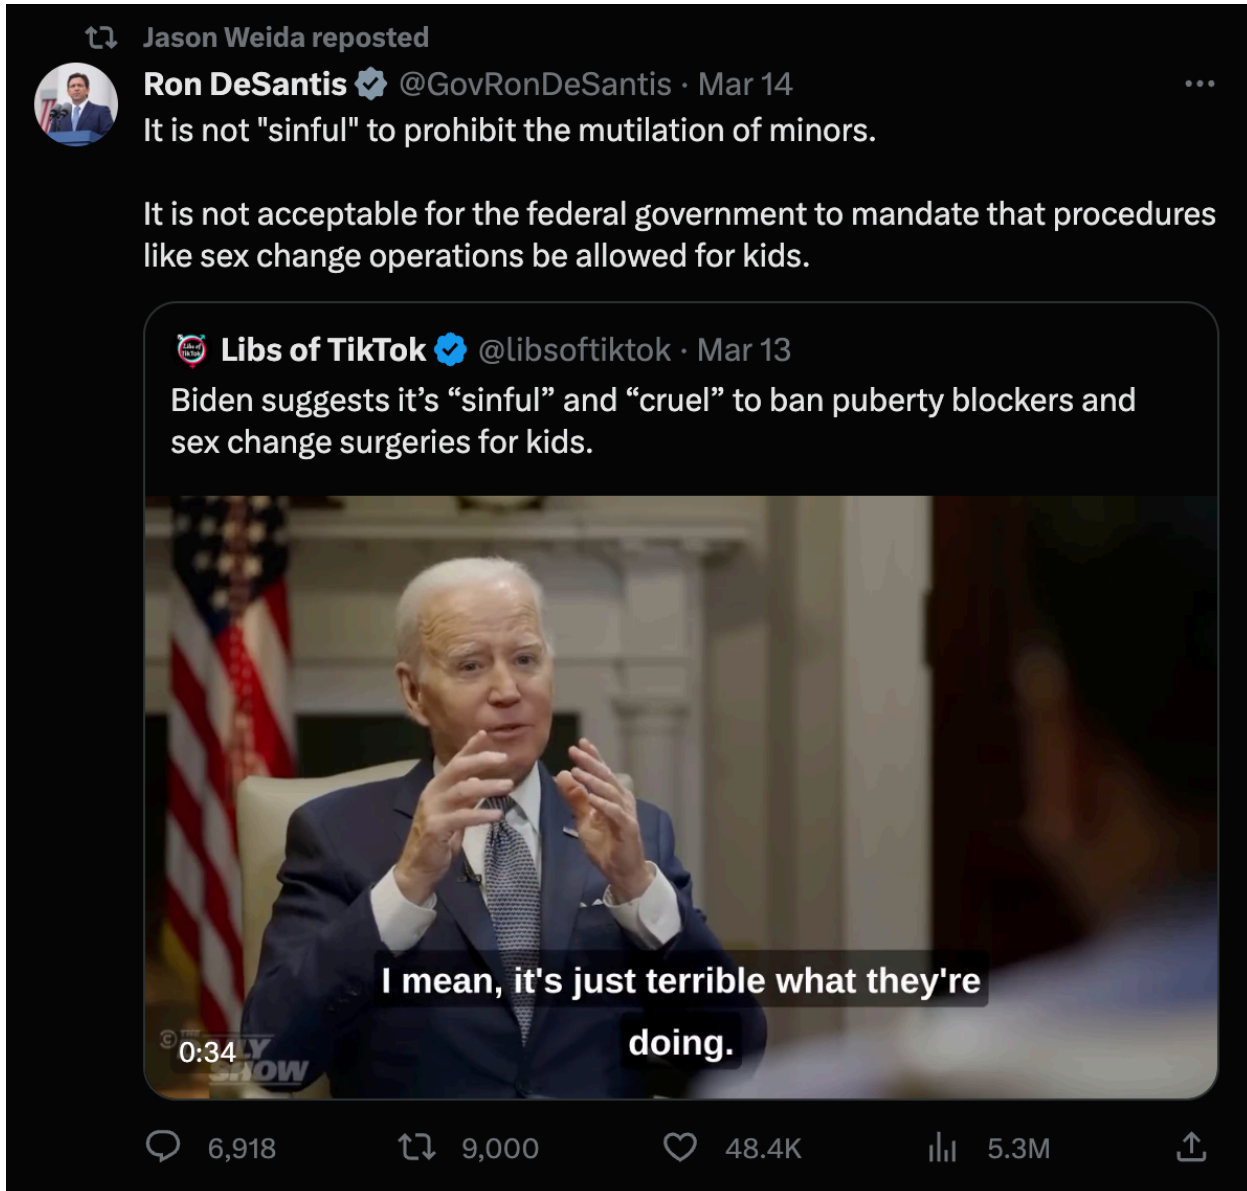 Jason Weida reposted
Ron DeSantis @GovRonDeSantis · Mar 14
It is not "sinful" to prohibit the mutilation of minors.
It is not acceptable for the federal government to mandate that procedures
like sex change operations be allowed for kids.
Libs of TikTok @libsoftiktok · Mar 13
Biden suggests it’s “sinful” and “cruel” to ban puberty blockers and
sex change surgeries for kids.
I mean, it's just terrible what they're
doing.
0:34
SHOW
6,918 9,000 48.4K 5.3M